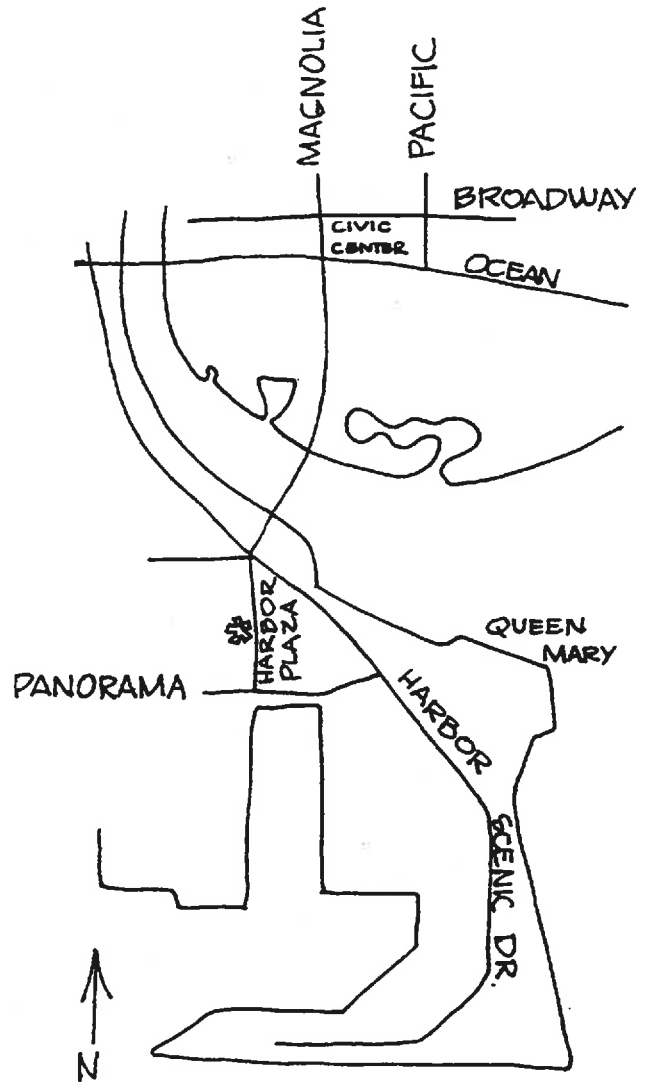 MAGNOLIA
PACIFIC
BROADWAY
CIVIC
CENTER
OCEAN
HARBOR
PLAZA
QUEEN
MARY
PANORAMA
HARBOR
SCENIC DR.
N